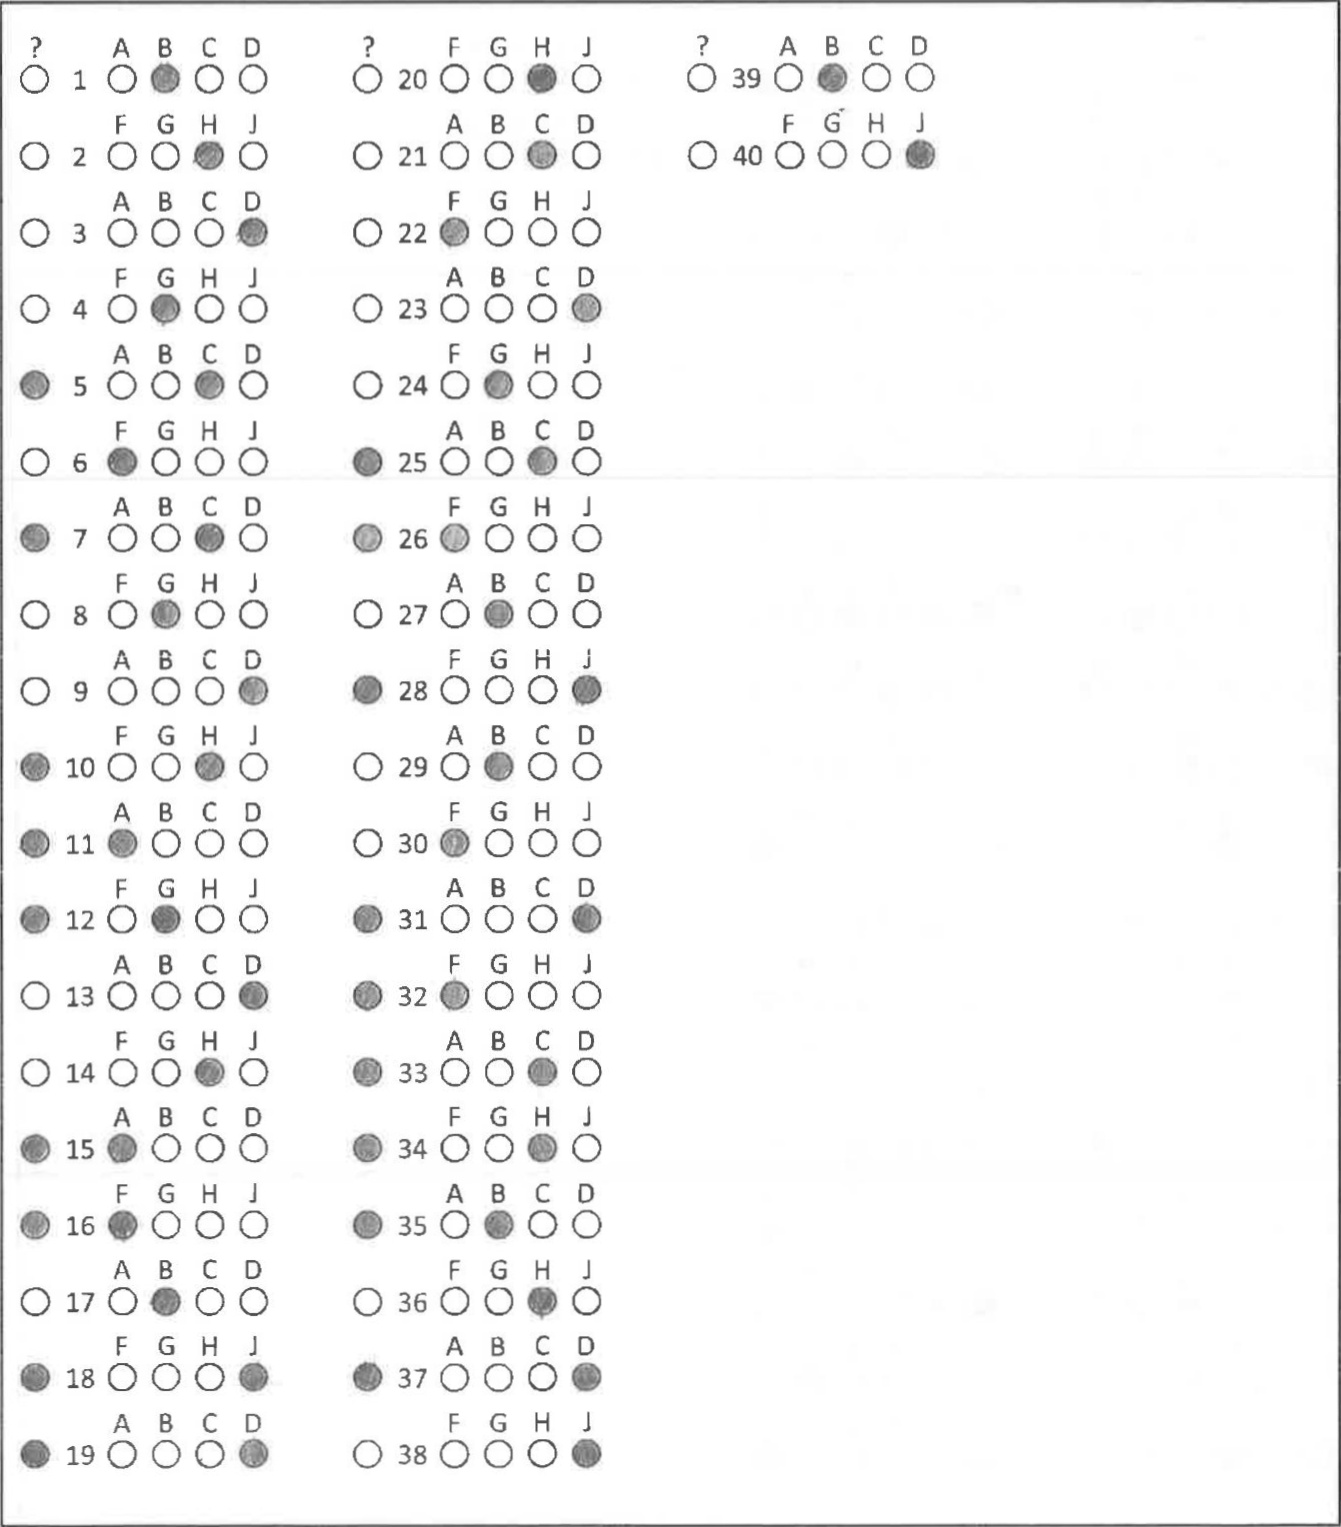 ? A B C D
1
F G H J
2
A B C D
3
F G H J
4
A B C D
5
F G H J
6
A B C D
7
F G H J
8
A B C D
9
F G H J
10
A B C D
11
F G H J
12
A B C D
13
F G H J
14
A B C D
15
F G H J
16
A B C D
17
F G H J
18
A B C D
19
? F G H J
20
A B C D
21
F G H J
22
A B C D
23
F G H J
24
A B C D
25
F G H J
26
A B C D
27
F G H J
28
A B C D
29
F G H J
30
A B C D
31
F G H J
32
A B C D
33
F G H J
34
A B C D
35
F G H J
36
A B C D
37
F G H J
38
? A B C D
39
F G H J
40